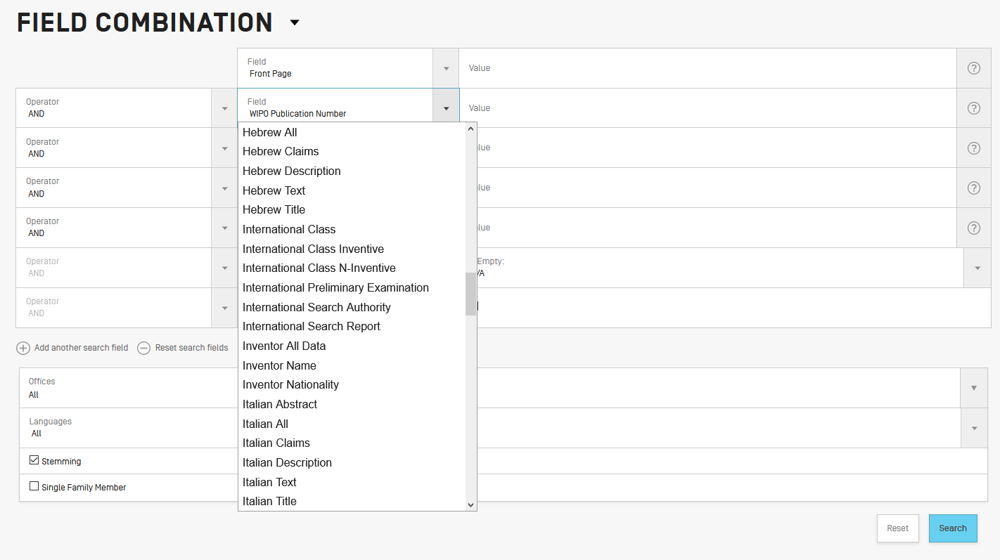 FIELD COMBINATION
Field
Front Page
Value
?
Operator
AND
Field
WIPO Publication Number
Value
?
Operator
AND
alue
?
Operator
AND
alue
?
Operator
AND
alue
?
Operator
AND
Empty:
/A
Operator
AND
Hebrew All
Hebrew Claims
Hebrew Description
Hebrew Text
Hebrew Title
International Class
International Class Inventive
International Class N-Inventive
International Preliminary Examination
International Search Authority
International Search Report
Inventor All Data
Inventor Name
Inventor Nationality
Italian Abstract
Italian All
Italian Claims
Italian Description
Italian Text
Italian Title
Add another search field Reset search fields
Offices
All
Languages
All
Stemming
Single Family Member
Reset Search